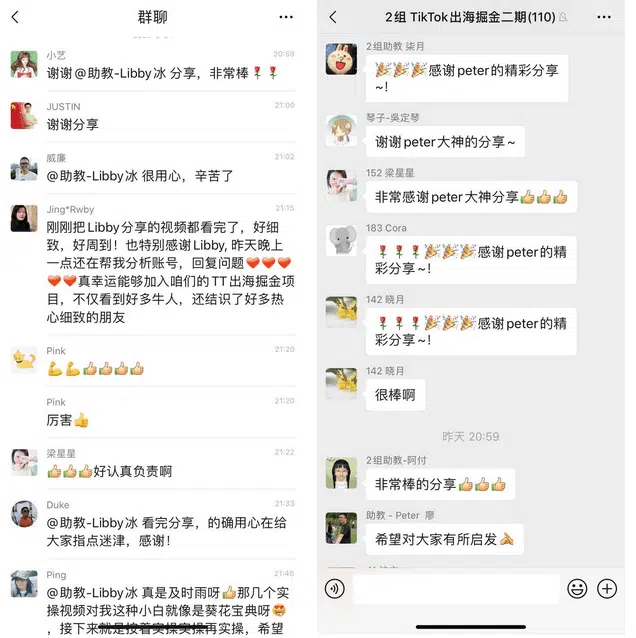 群聊
小艺
20:59
谢谢@助教-Libby冰 分享，非常棒🌹🌹
JUSTIN
21:00
谢谢分享
威廉
21:02
@助教-Libby冰 很用心，辛苦了
Jing*Rwby
21:15
刚刚把Libby分享的视频都看完了，好细
致，好周到！也特别感谢Libby, 昨天晚上
一点还在帮我分析账号，回复问题❤️❤️❤️
❤️❤️真幸运能够加入咱们的TT出海掘金项
目，不仅看到好多牛人，还结识了好多热
心细致的朋友
Pink
21:20
💪💪👍👍👍👍
Pink
21:20
厉害👍
梁星星
21:22
👍👍👍好认真负责啊
Duke
21:33
@助教-Libby冰 看完分享，的确用心在给
大家指点迷津，感谢！
Ping
21:46
@助教-Libby冰 真是及时雨呀👍那几个实
操视频对我这种小白就像是葵花宝典呀😍
，接下来就是按着实操实操再实操，希望
2组 TikTok出海掘金二期(110)
2组助教 柒月
🎉🎉🎉感谢peter的精彩分享
~!
琴子-吳定琴
谢谢peter大神的分享~
152 梁星星
非常感谢peter大神分享👍👍👍
183 Cora
🌹🌹🌹🎉🎉🎉感谢peter的精
彩分享~!
142 晓月
🌹🌹🌹🎉🎉🎉感谢peter的精
彩分享~!
142 晓月
很棒啊
昨天 20:59
2组助教-阿付
非常棒的分享👍👍👍
助教 - Peter 廖
希望对大家有所启发💪